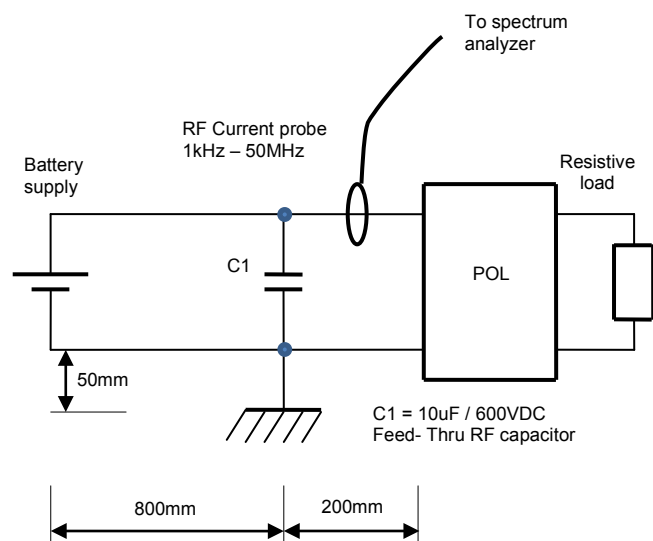 To spectrum
analyzer
RF Current probe
1kHz – 50MHz
Battery
supply
Resistive
load
C1
POL
50mm
C1 = 10uF / 600VDC
Feed- Thru RF capacitor
800mm
200mm